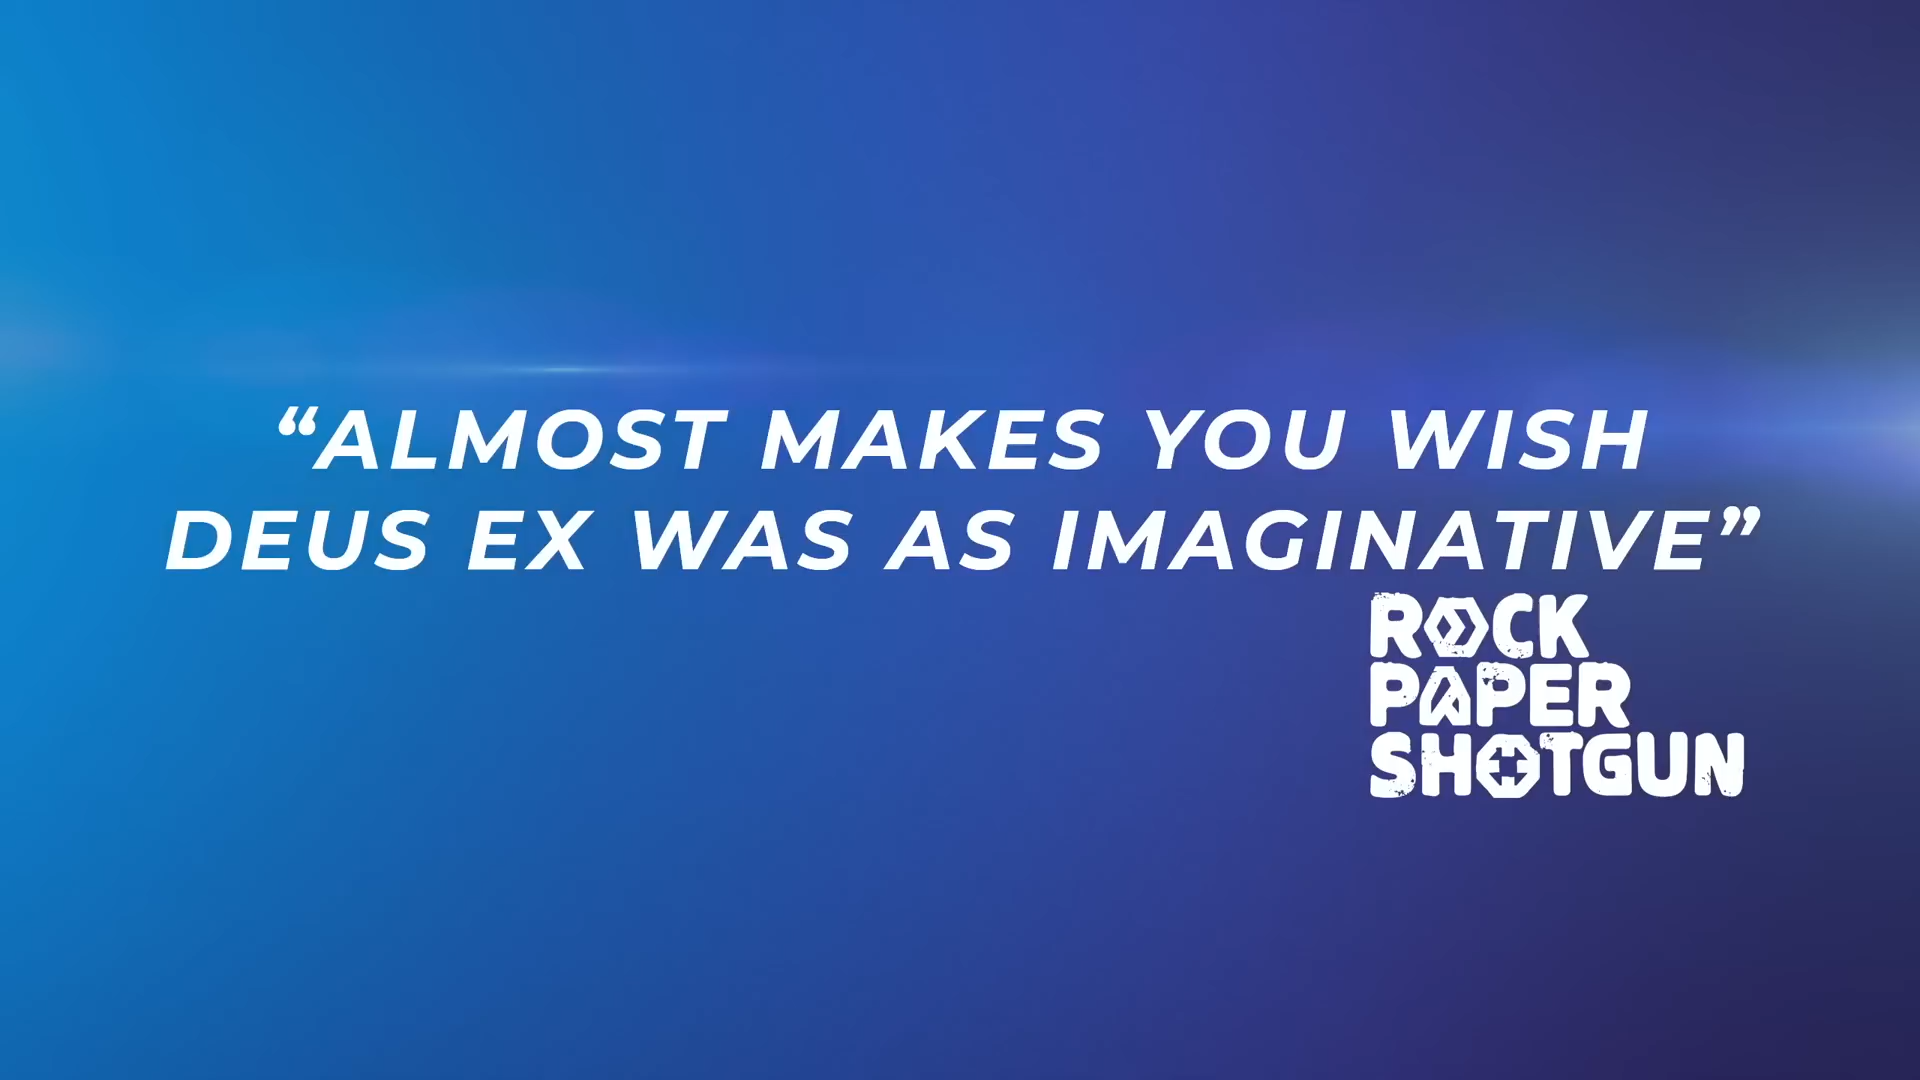 “ALMOST MAKES YOU WISH
DEUS EX WAS AS IMAGINATIVE”
ROCK
PAPER
SHOTGUN